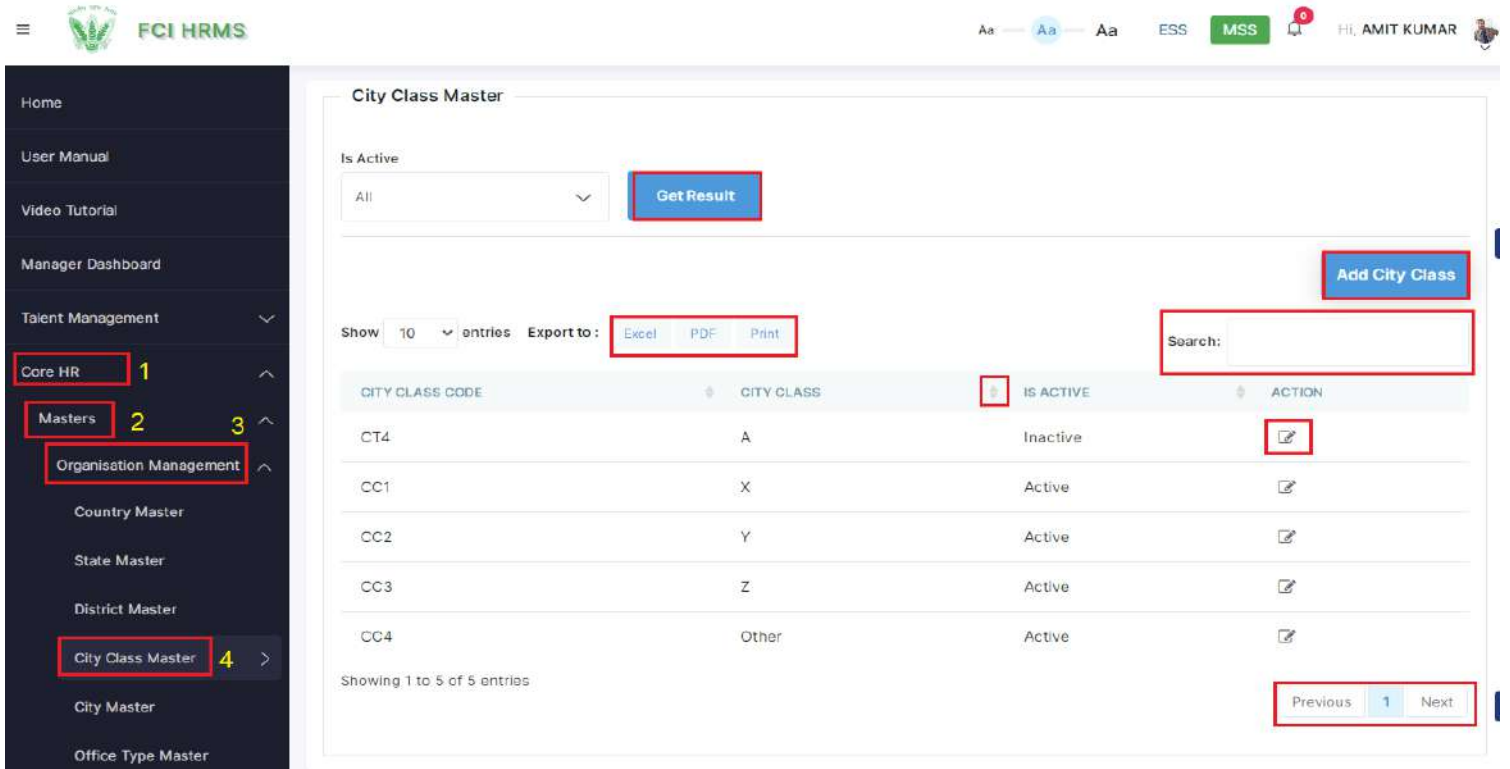 FCI HRMS
Aa Aa Aa ESS MSS 0 Hi, AMIT KUMAR
Home
User Manual
Video Tutorial
Manager Dashboard
Talent Management
Core HR 1
Masters 2 3
Organisation Management
Country Master
State Master
District Master
City Class Master 4
City Master
Office Type Master
City Class Master
Is Active
All Get Result
Add City Class
Show 10 entries Export to : Excel PDF Print Search:
CITY CLASS CODE CITY CLASS IS ACTIVE ACTION
CT4 A Inactive
CC1 X Active
CC2 Y Active
CC3 Z Active
CC4 Other Active
Showing 1 to 5 of 5 entries
Previous 1 Next